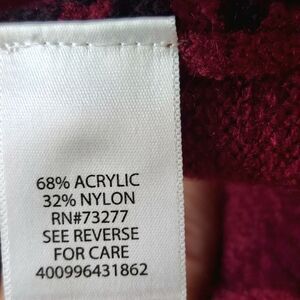 68% ACRYLIC
32% NYLON
RN#73277
SEE REVERSE
FOR CARE
400996431862